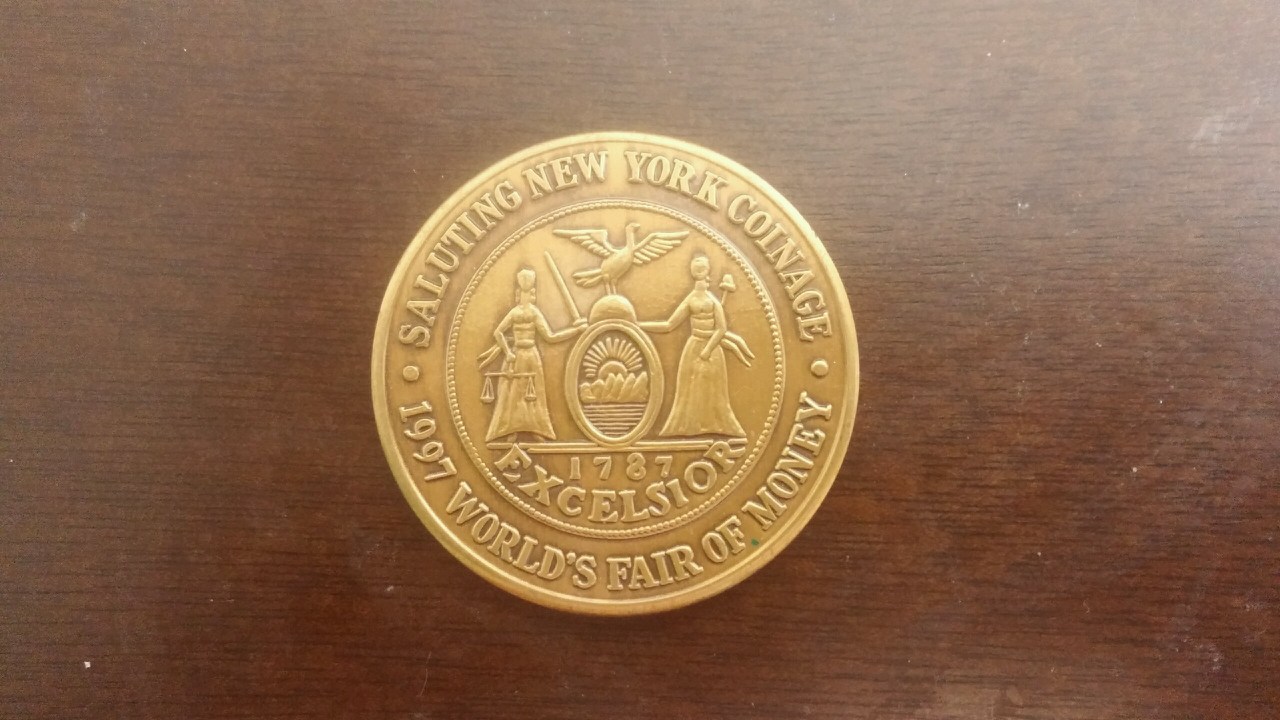 SALUTING NEW YORK COINAGE
1787
EXCELSIOR
1997 WORLD'S FAIR OF MONEY